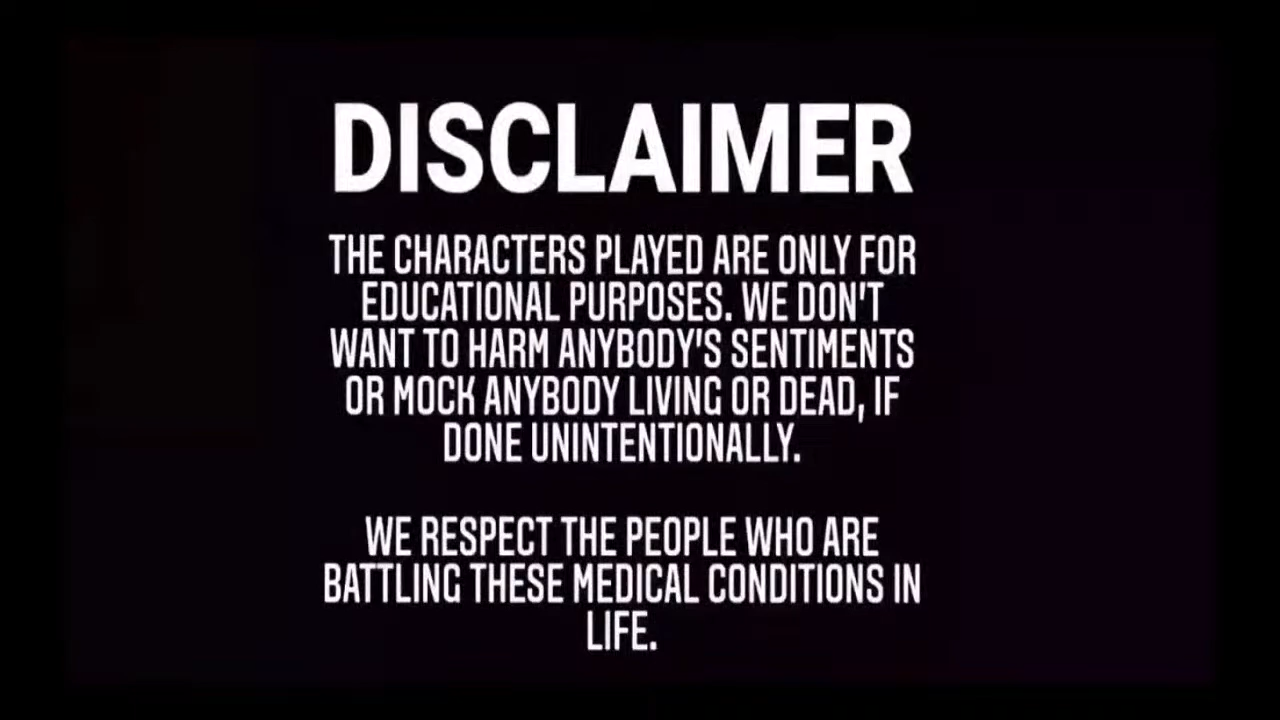 DISCLAIMER
THE CHARACTERS PLAYED ARE ONLY FOR
EDUCATIONAL PURPOSES. WE DON'T
WANT TO HARM ANYBODY'S SENTIMENTS
OR MOCK ANYBODY LIVING OR DEAD, IF
DONE UNINTENTIONALLY.
WE RESPECT THE PEOPLE WHO ARE
BATTLING THESE MEDICAL CONDITIONS IN
LIFE.